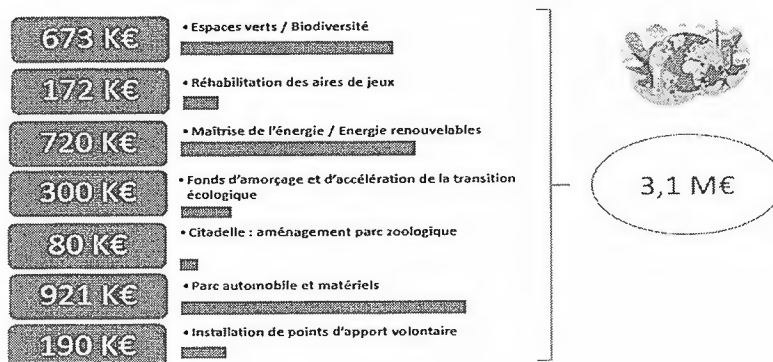 673 K€
• Espaces verts / Biodiversité
172 K€
• Réhabilitation des aires de jeux
720 K€
• Maîtrise de l'énergie / Energie renouvelables
300 K€
• Fonds d'amorçage et d'accélération de la transition
écologique
80 K€
• Citadelle : aménagement parc zoologique
921 K€
• Parc automobile et matériels
190 K€
• Installation de points d'apport volontaire
3,1 M€